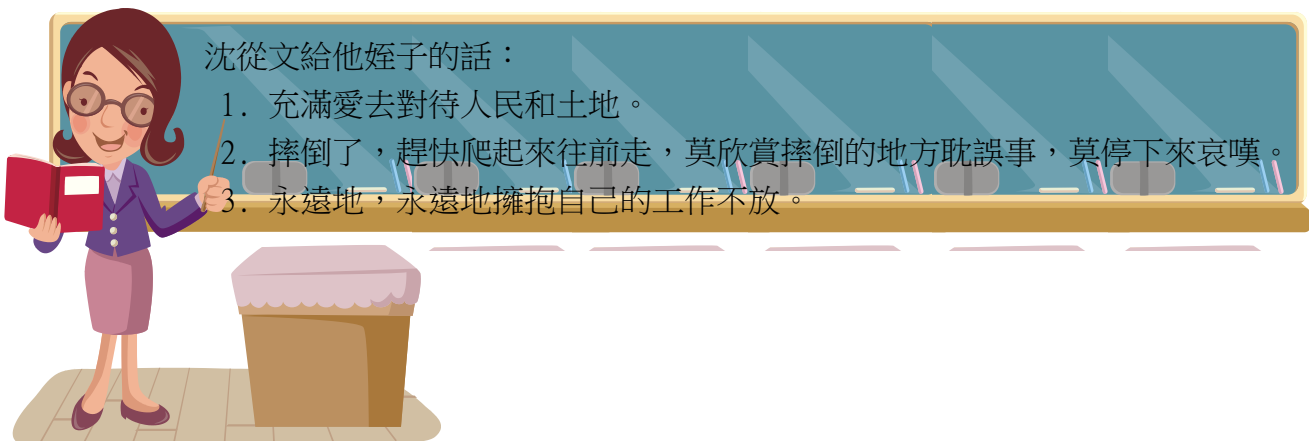 沈從文給他姪子的話：
1. 充滿愛去對待人民和土地。
2. 摔倒了，趕快爬起來往前走，莫欣賞摔倒的地方耽誤事，莫停下來哀嘆。
3. 永遠地，永遠地擁抱自己的工作不放。